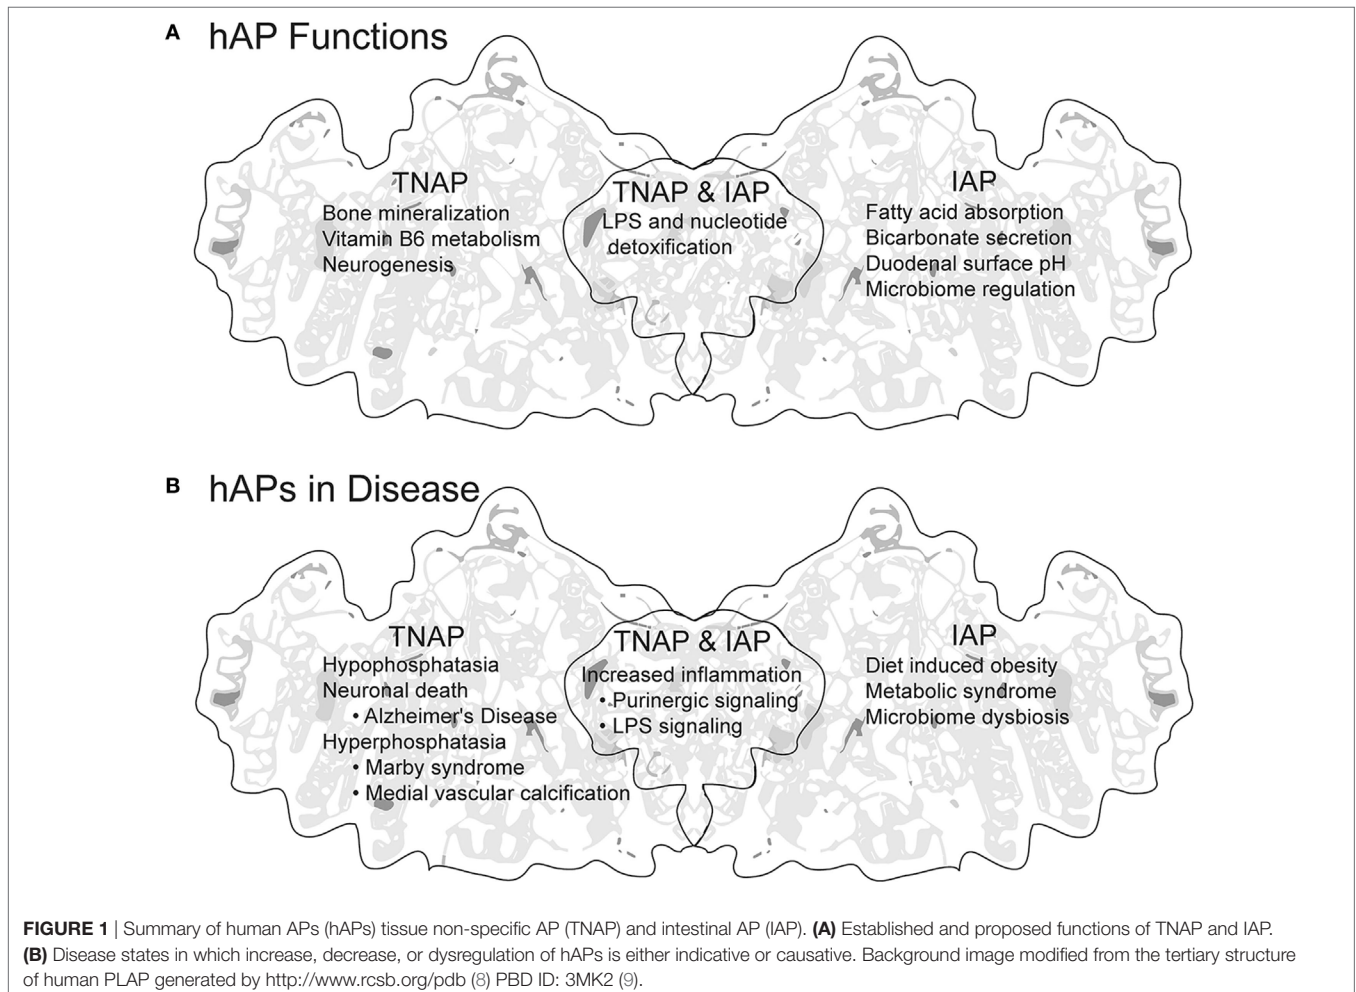 A hAP Functions
TNAP
Bone mineralization
Vitamin B6 metabolism
Neurogenesis
TNAP & IAP
LPS and nucleotide
detoxification
IAP
Fatty acid absorption
Bicarbonate secretion
Duodenal surface pH
Microbiome regulation
B hAPs in Disease
TNAP
Hypophosphatasia
Neuronal death
• Alzheimer's Disease
Hyperphosphatasia
• Marby syndrome
• Medial vascular calcification
TNAP & IAP
Increased inflammation
• Purinergic signaling
• LPS signaling
IAP
Diet induced obesity
Metabolic syndrome
Microbiome dysbiosis
FIGURE 1 | Summary of human APs (hAPs) tissue non-specific AP (TNAP) and intestinal AP (IAP). (A) Established and proposed functions of TNAP and IAP.
(B) Disease states in which increase, decrease, or dysregulation of hAPs is either indicative or causative. Background image modified from the tertiary structure
of human PLAP generated by http://www.rcsb.org/pdb (8) PBD ID: 3MK2 (9).